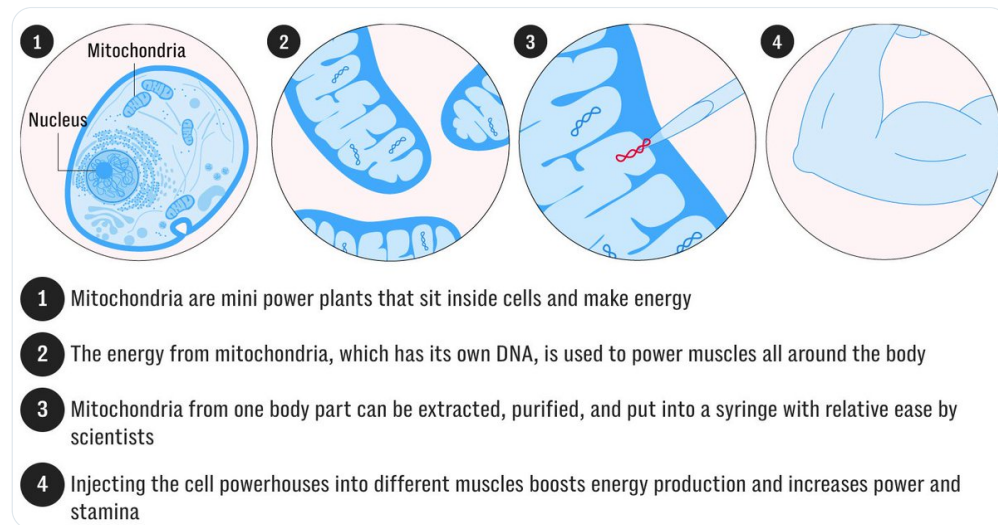 1
Mitochondria
Nucleus
2
3
4
1 Mitochondria are mini power plants that sit inside cells and make energy
2 The energy from mitochondria, which has its own DNA, is used to power muscles all around the body
3 Mitochondria from one body part can be extracted, purified, and put into a syringe with relative ease by
scientists
4 Injecting the cell powerhouses into different muscles boosts energy production and increases power and
stamina